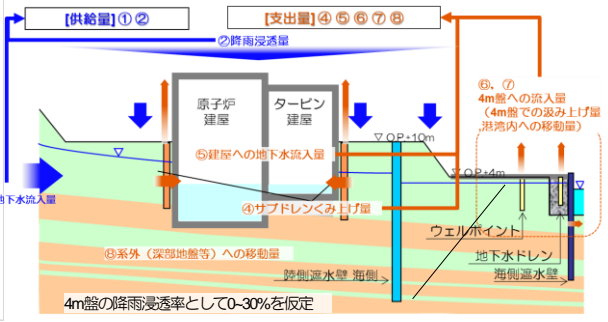 [供給量]① ②
[支出量]④ ⑤ ⑥ ⑦ ⑧
②降雨浸透量
⑥, ⑦
4m盤への流入量
(4m盤での汲み上げ量
港湾内への移動量)
原子炉
建屋
タービン
建屋
▽O.P.+10m
⑤建屋への地下水流入量
▽O.P.+4m
地下水流入量
④サブドレンくみ上げ量
ウェルポイント
地下水ドレン
⑧系外(深部地盤等)への移動量
陸側遮水壁 海側
海側遮水壁
4m盤の降雨浸透率として0~30%を仮定